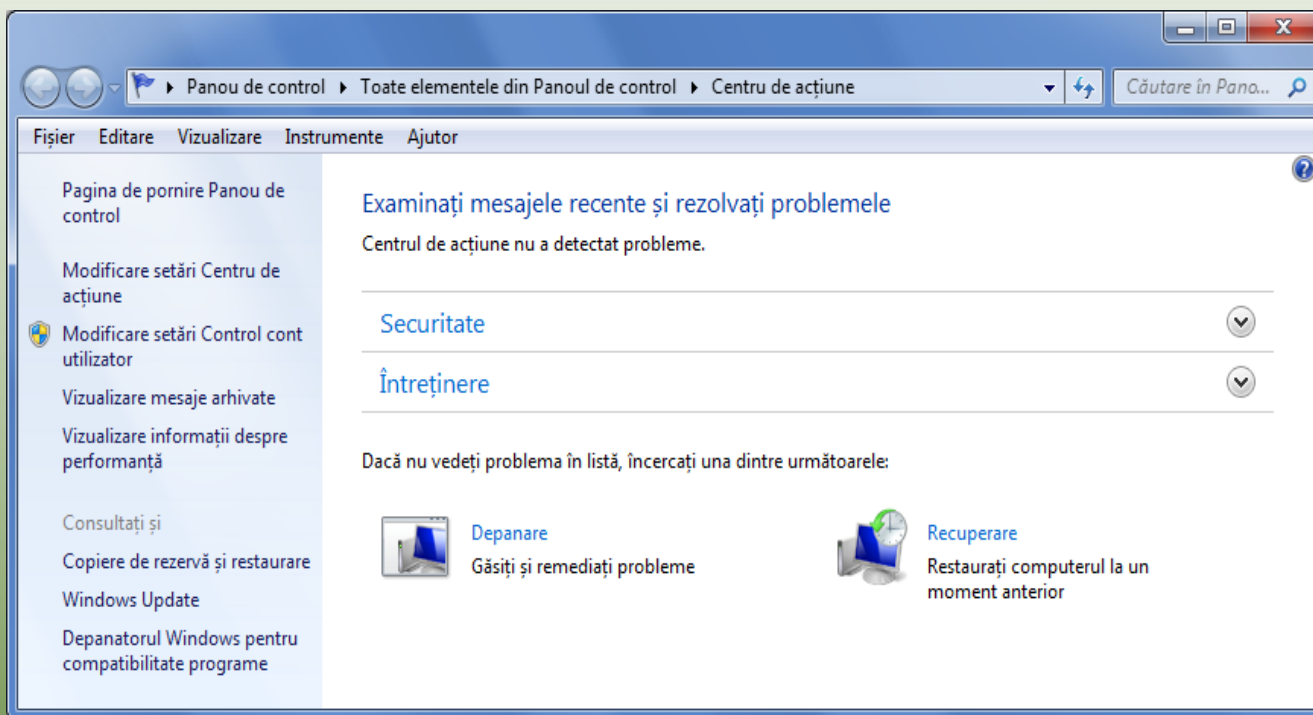 Panou de control ▸ Toate elementele din Panoul de control ▸ Centru de acțiune
Căutare în Pano...
Fișier Editare Vizualizare Instrumente Ajutor
Pagina de pornire Panou de
control
Modificare setări Centru de
acțiune
Modificare setări Control cont
utilizator
Vizualizare mesaje arhivate
Vizualizare informații despre
performanță
Consultați și
Copiere de rezervă și restaurare
Windows Update
Depanatorul Windows pentru
compatibilitate programe
Examinați mesajele recente și rezolvați problemele
Centrul de acțiune nu a detectat probleme.
Securitate
Întreținere
Dacă nu vedeți problema în listă, încercați una dintre următoarele:
Depanare
Găsiți și remediați probleme
Recuperare
Restaurați computerul la un
moment anterior